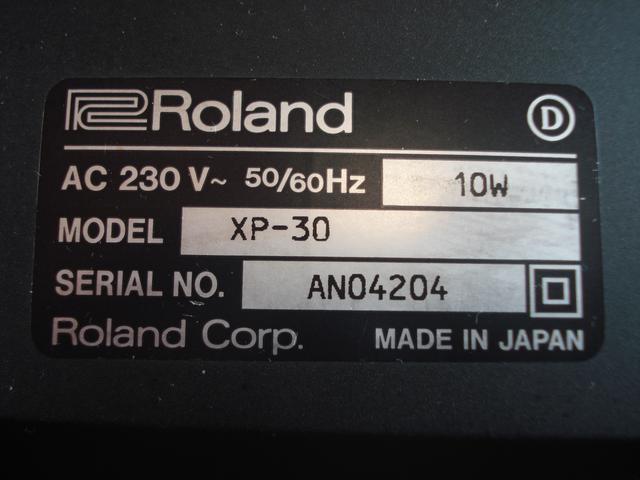 Roland D
AC 230 V~ 50/60Hz 10W
MODEL XP-30
SERIAL NO. AN04204
Roland Corp. MADE IN JAPAN